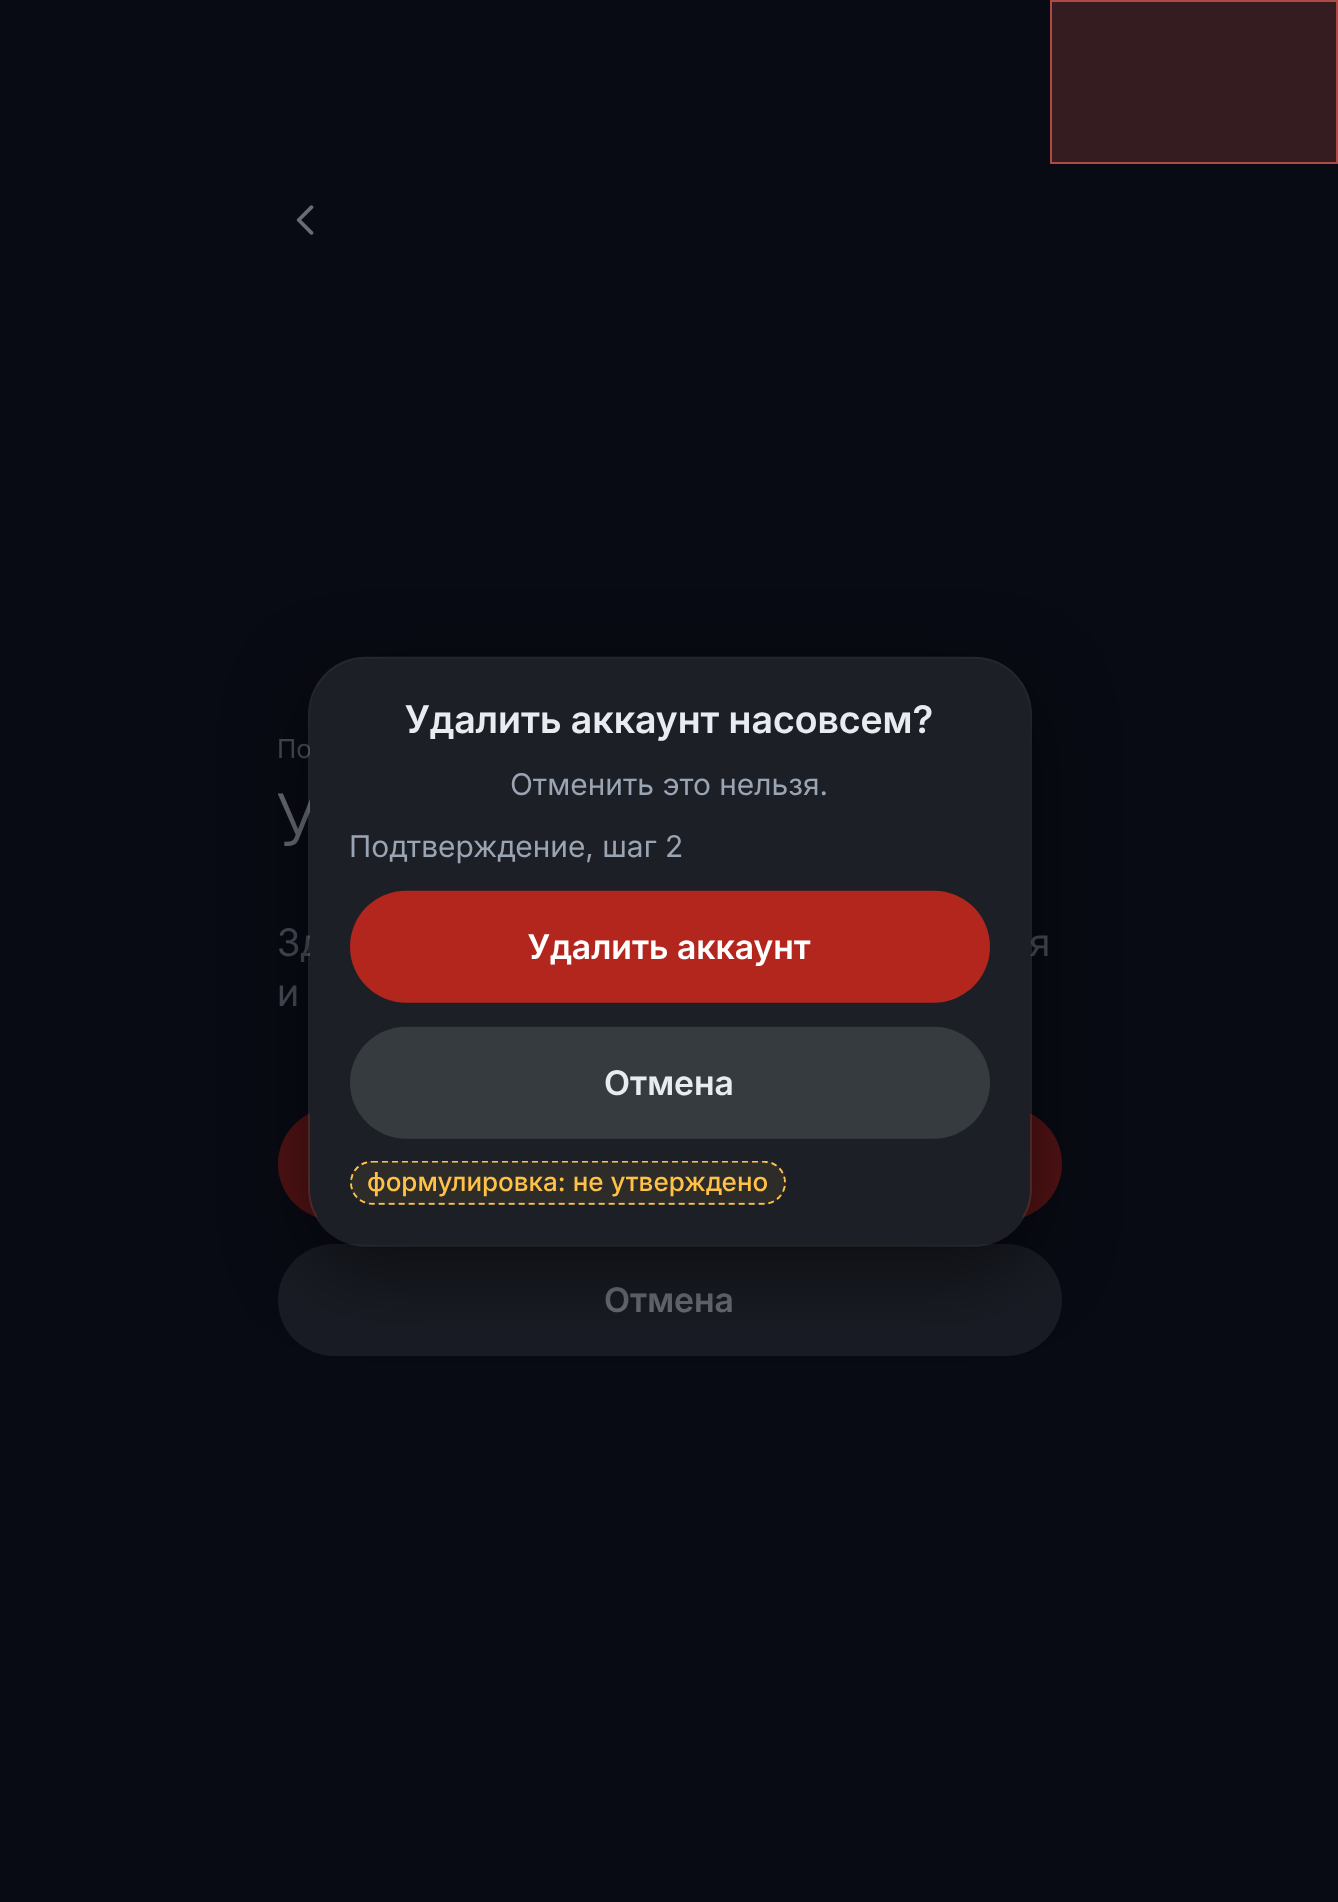 Удалить аккаунт насовсем?
Отменить это нельзя.
Подтверждение, шаг 2
Удалить аккаунт
Отмена
формулировка: не утверждено
и
Отмена